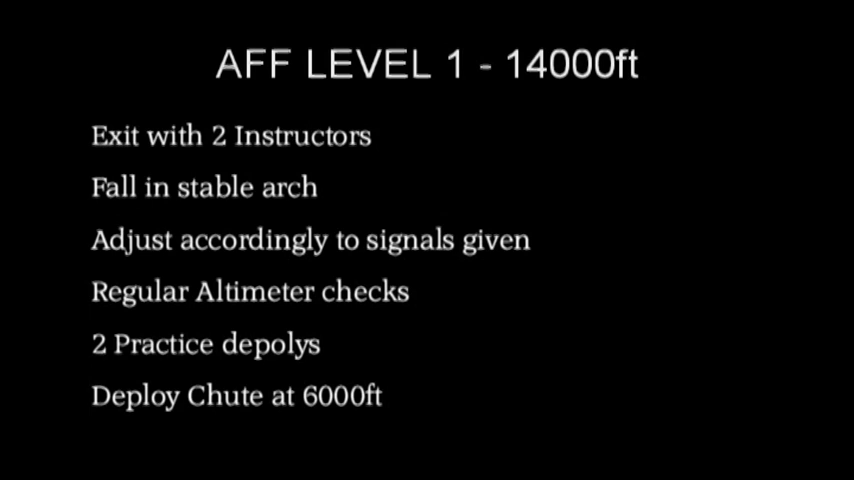 AFF LEVEL 1 - 14000ft
Exit with 2 Instructors
Fall in stable arch
Adjust accordingly to signals given
Regular Altimeter checks
2 Practice depolys
Deploy Chute at 6000ft